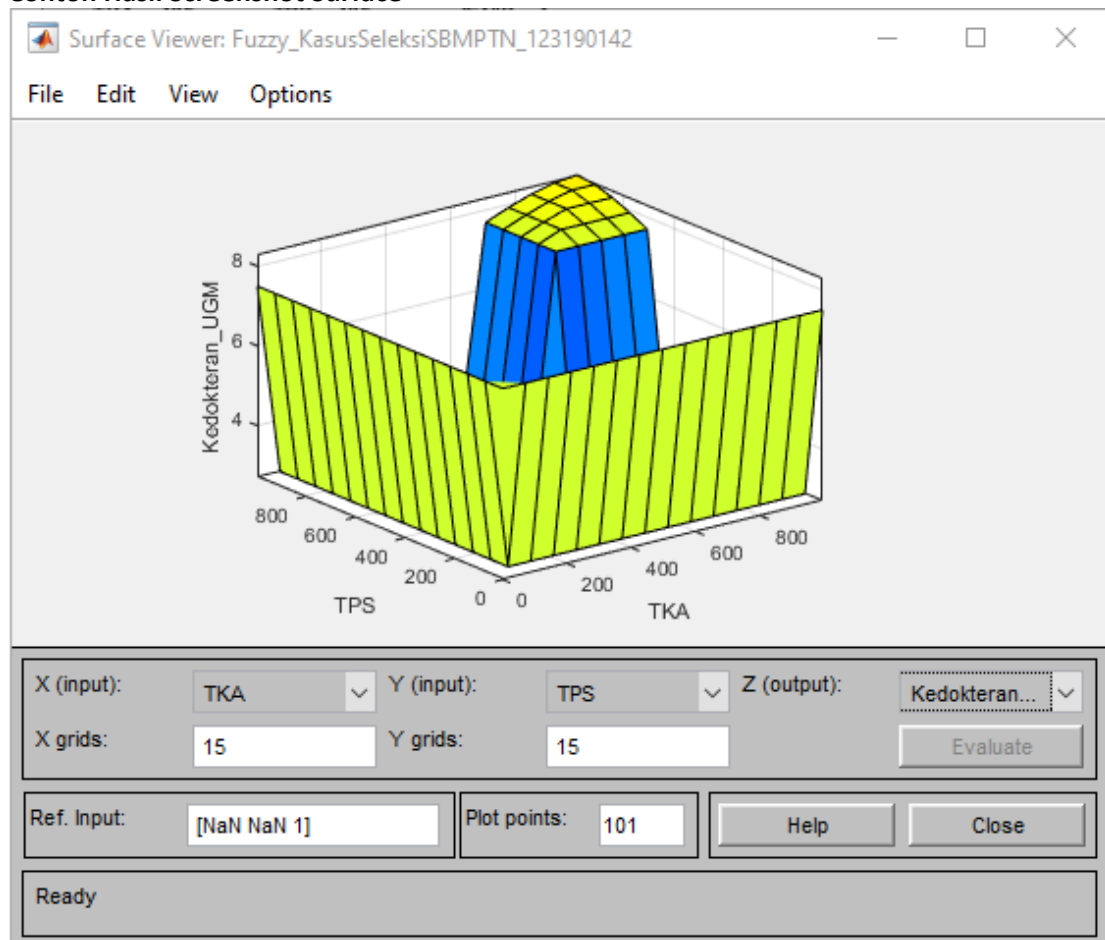 Surface Viewer: Fuzzy_KasusSeleksiSBMPTN_123190142
File Edit View Options
8
6
4
Kedokteran_UGM
800
600
400
200
0
TPS
0
200
400
600
800
TKA
X (input): TKA Y (input): TPS Z (output): Kedokteran...
X grids: 15 Y grids: 15 Evaluate
Ref. Input: [NaN NaN 1] Plot points: 101 Help Close
Ready